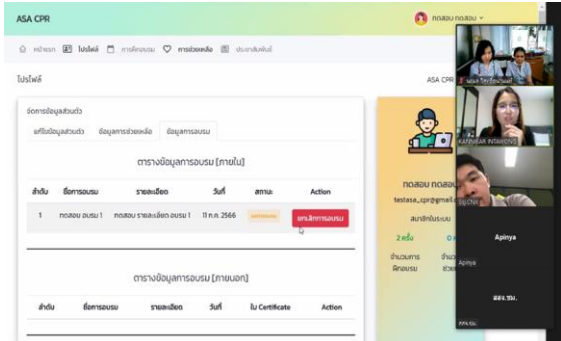 ASA CPR
ทดสอบ ทดสอบ
หน้าแรก โปรไฟล์ การฝึกอบรม การช่วยเหลือ ประชาสัมพันธ์
โปรไฟล์
ASA CPR
จัดการข้อมูลส่วนตัว
แก้ไขข้อมูลส่วนตัว ข้อมูลการช่วยเหลือ ข้อมูลการอบรม
ตารางข้อมูลการอบรม [ภายใน]
ลำดับ ชื่อการอบรม รายละเอียด วันที่ สถานะ Action
1 ทดสอบ อบรม 1 ทดสอบ รายละเอียด อบรม 1 11 ก.ค. 2566 ยกเลิกการอบรม
ตารางข้อมูลการอบรม [ภายนอก]
ลำดับ ชื่อการอบรม รายละเอียด วันที่ ใบ Certificate Action
ทดสอบ ทดสอบ
testasa_cpr@gmail
สมาชิกในระบบ
2 ครั้ง
จำนวนการ
ฝึกอบรม
KANNIKAR INTAWONG
Apinya
Apinya
สสจ.ชม.
สสจ.ชม.